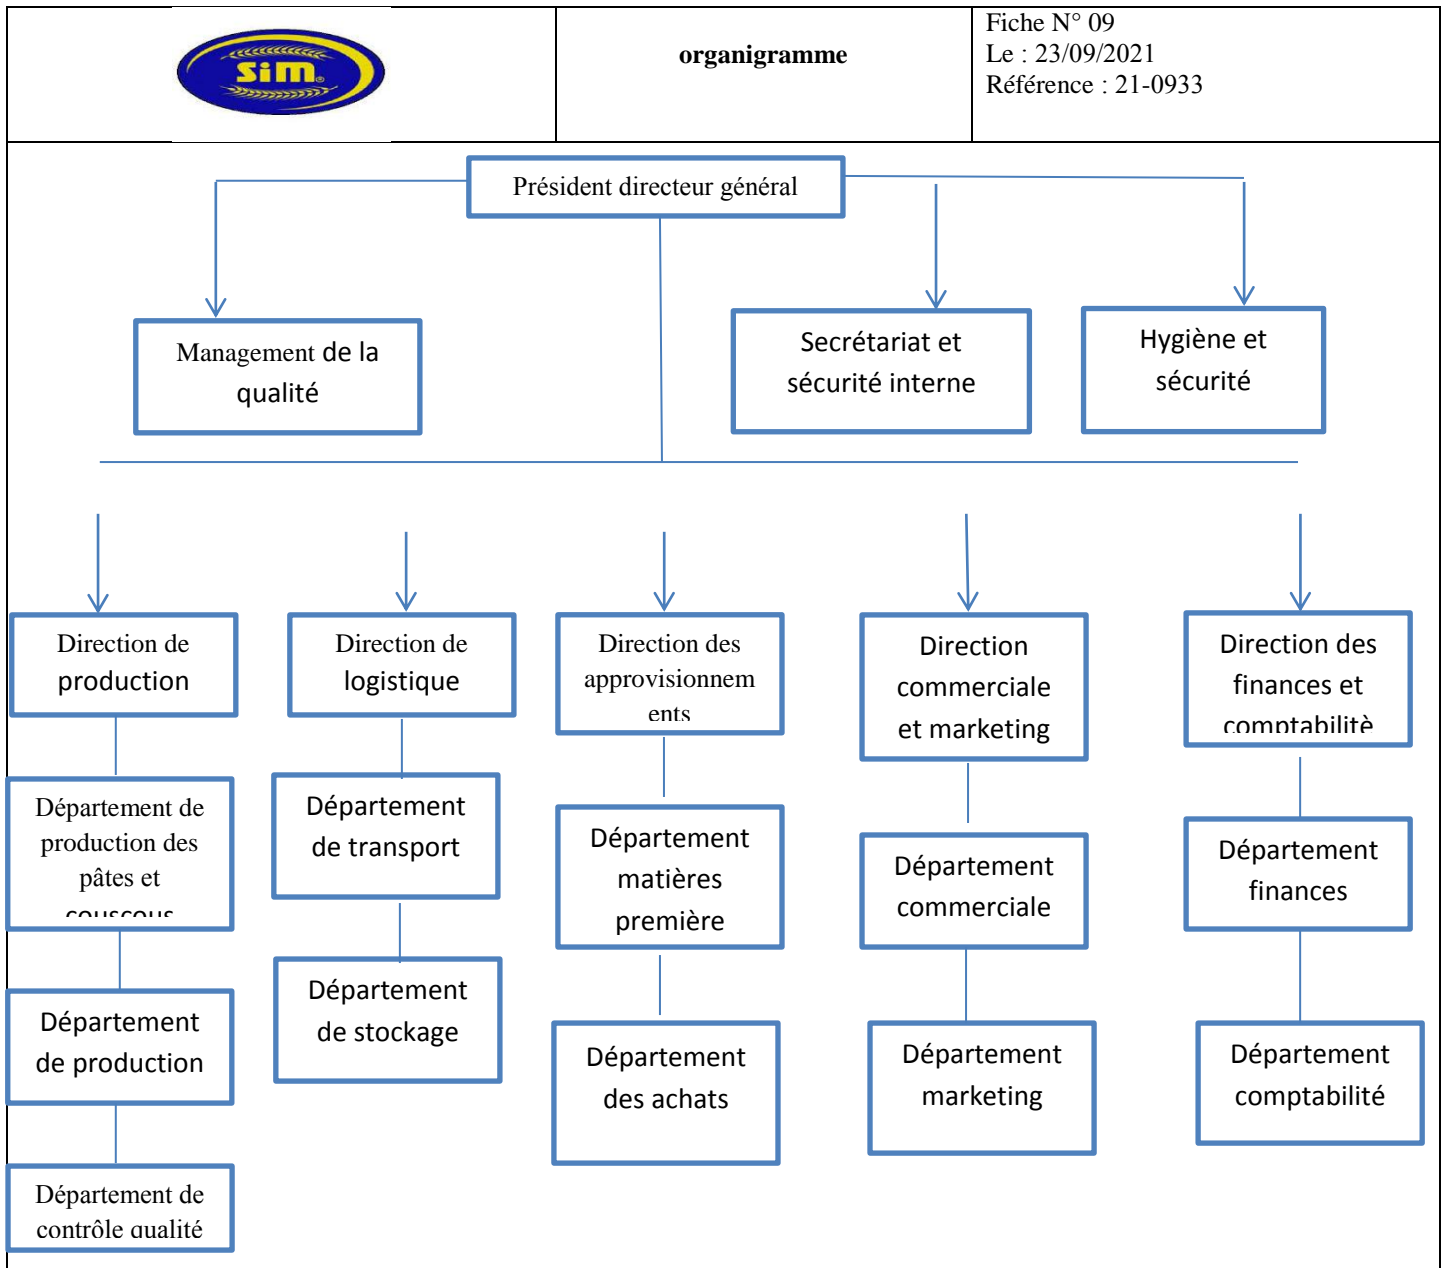 SiM
organigramme
Fiche N° 09
Le : 23/09/2021
Référence : 21-0933
Président directeur général
Management de la
qualité
Secrétariat et
sécurité interne
Hygiène et
sécurité
Direction de
production
Direction de
logistique
Direction des
approvisionnem
ents
Direction
commerciale
et marketing
Direction des
finances et
comptabilitè
Département de
production des
pâtes et
couscous
Département
de transport
Département
matières
première
Département
commerciale
Département
finances
Département
de production
Département
de stockage
Département
des achats
Département
marketing
Département
comptabilité
Département de
contrôle qualité